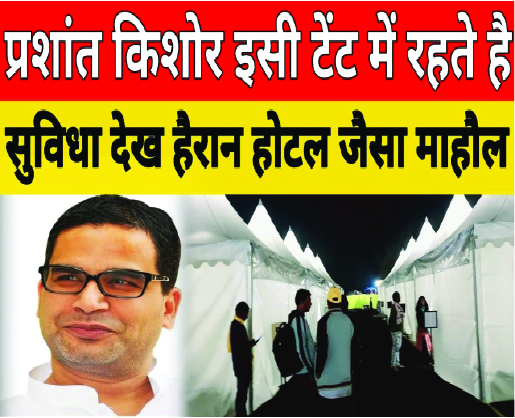 प्रशांत किशोर इसी टेंट में रहते है
सुविधा देख हैरान होटल जैसा माहौल